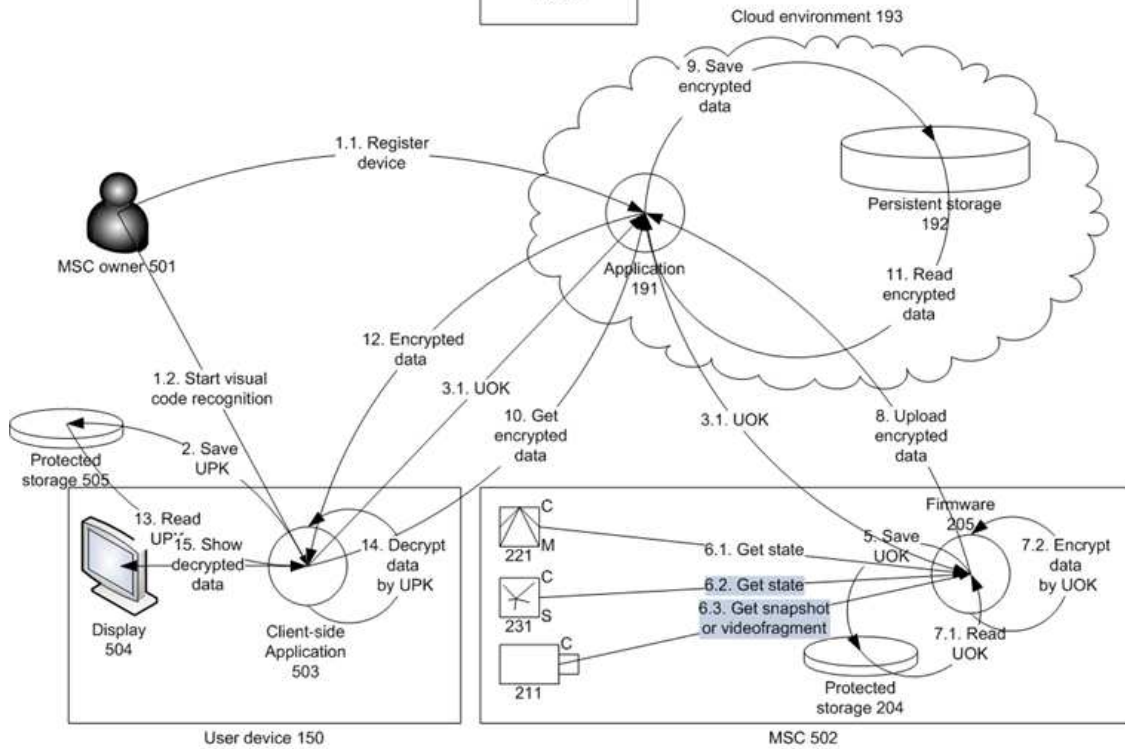 Cloud environment 193
9. Save
encrypted
data
1.1. Register
device
Persistent storage
192
MSC owner 501
Application
191
11. Read
encrypted
data
12. Encrypted
data
1.2. Start visual
code recognition
3.1. UOK
10. Get
encrypted
data
3.1. UOK
8. Upload
encrypted
data
2. Save
UPK
Protected
storage 505
13. Read
UPK
15. Show
decrypted
data
14. Decrypt
data
by UPK
Display
504
Client-side
Application
503
User device 150
C
M
221
6.1. Get state
C
S
231
6.2. Get state
6.3. Get snapshot
or videofragment
C
211
Firmware
205
5. Save
UOK
7.2. Encrypt
data
by UOK
7.1. Read
UOK
Protected
storage 204
MSC 502